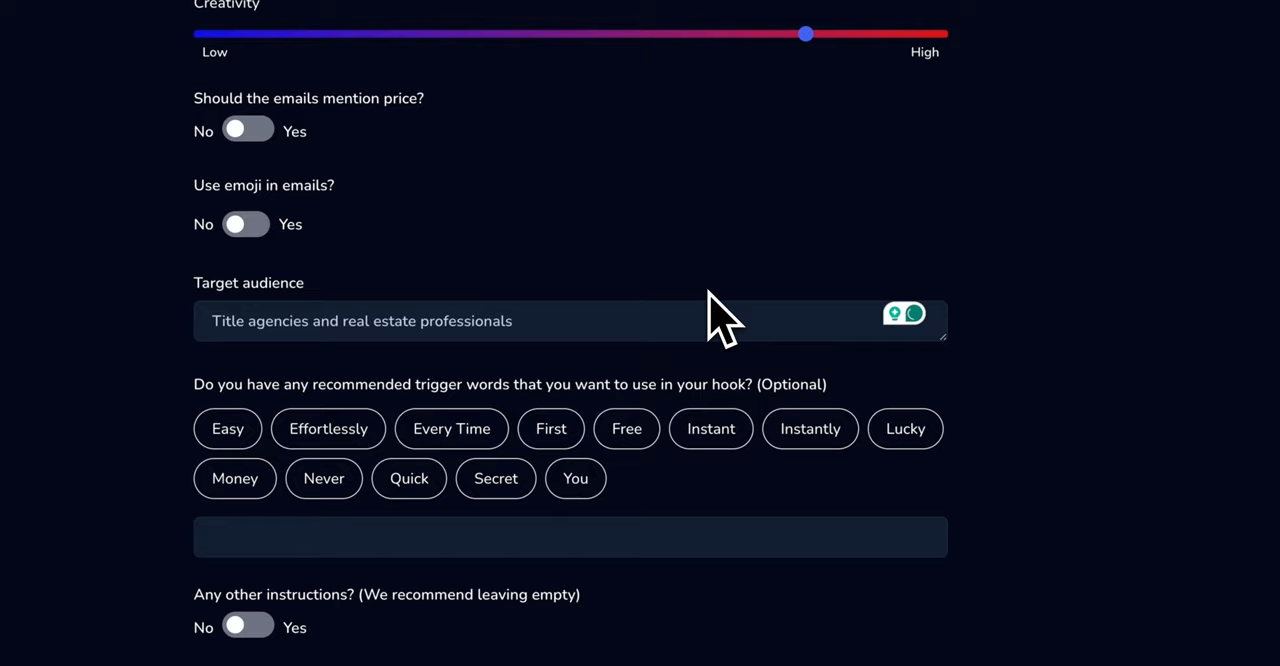 Creativity
Low High
Should the emails mention price?
No Yes
Use emoji in emails?
No Yes
Target audience
Title agencies and real estate professionals
Do you have any recommended trigger words that you want to use in your hook? (Optional)
Easy Effortlessly Every Time First Free Instant Instantly Lucky
Money Never Quick Secret You
Any other instructions? (We recommend leaving empty)
No Yes